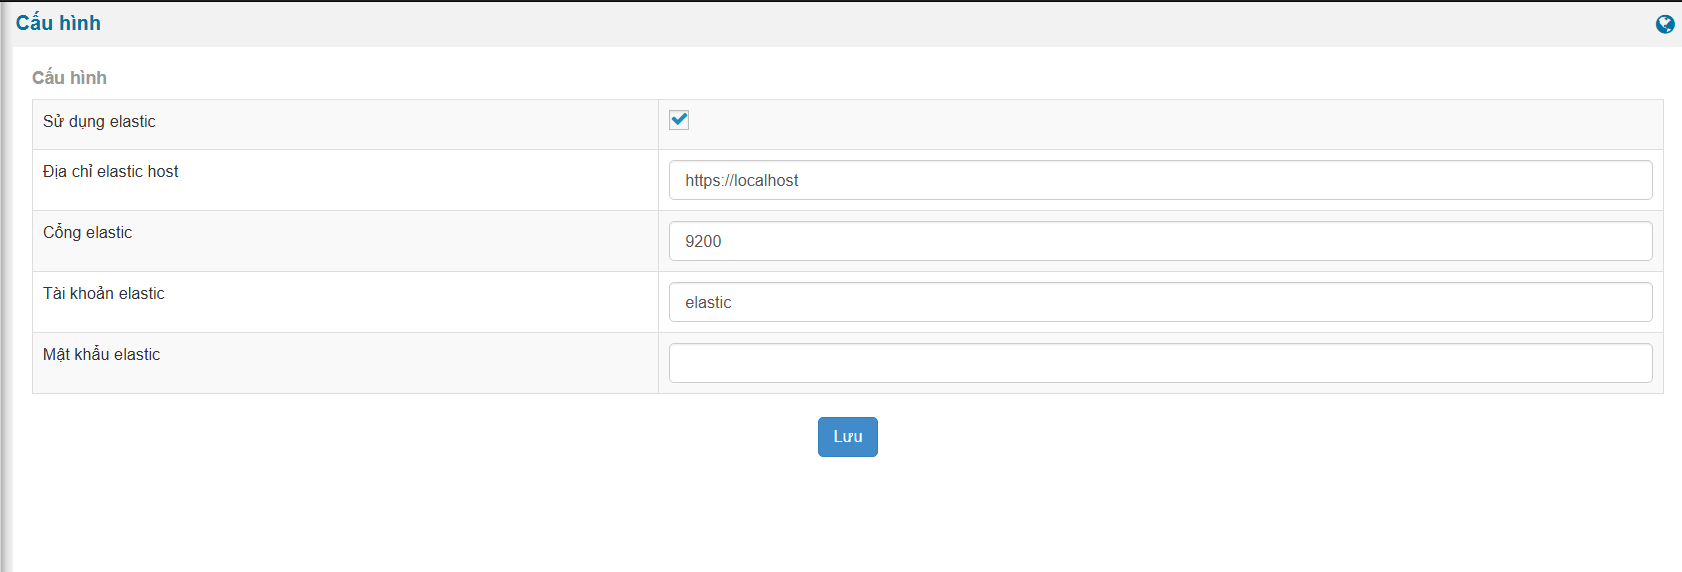 Cấu hình
Cấu hình
Sử dụng elastic
Địa chỉ elastic host
https://localhost
Cổng elastic
9200
Tài khoản elastic
elastic
Mật khẩu elastic
Lưu